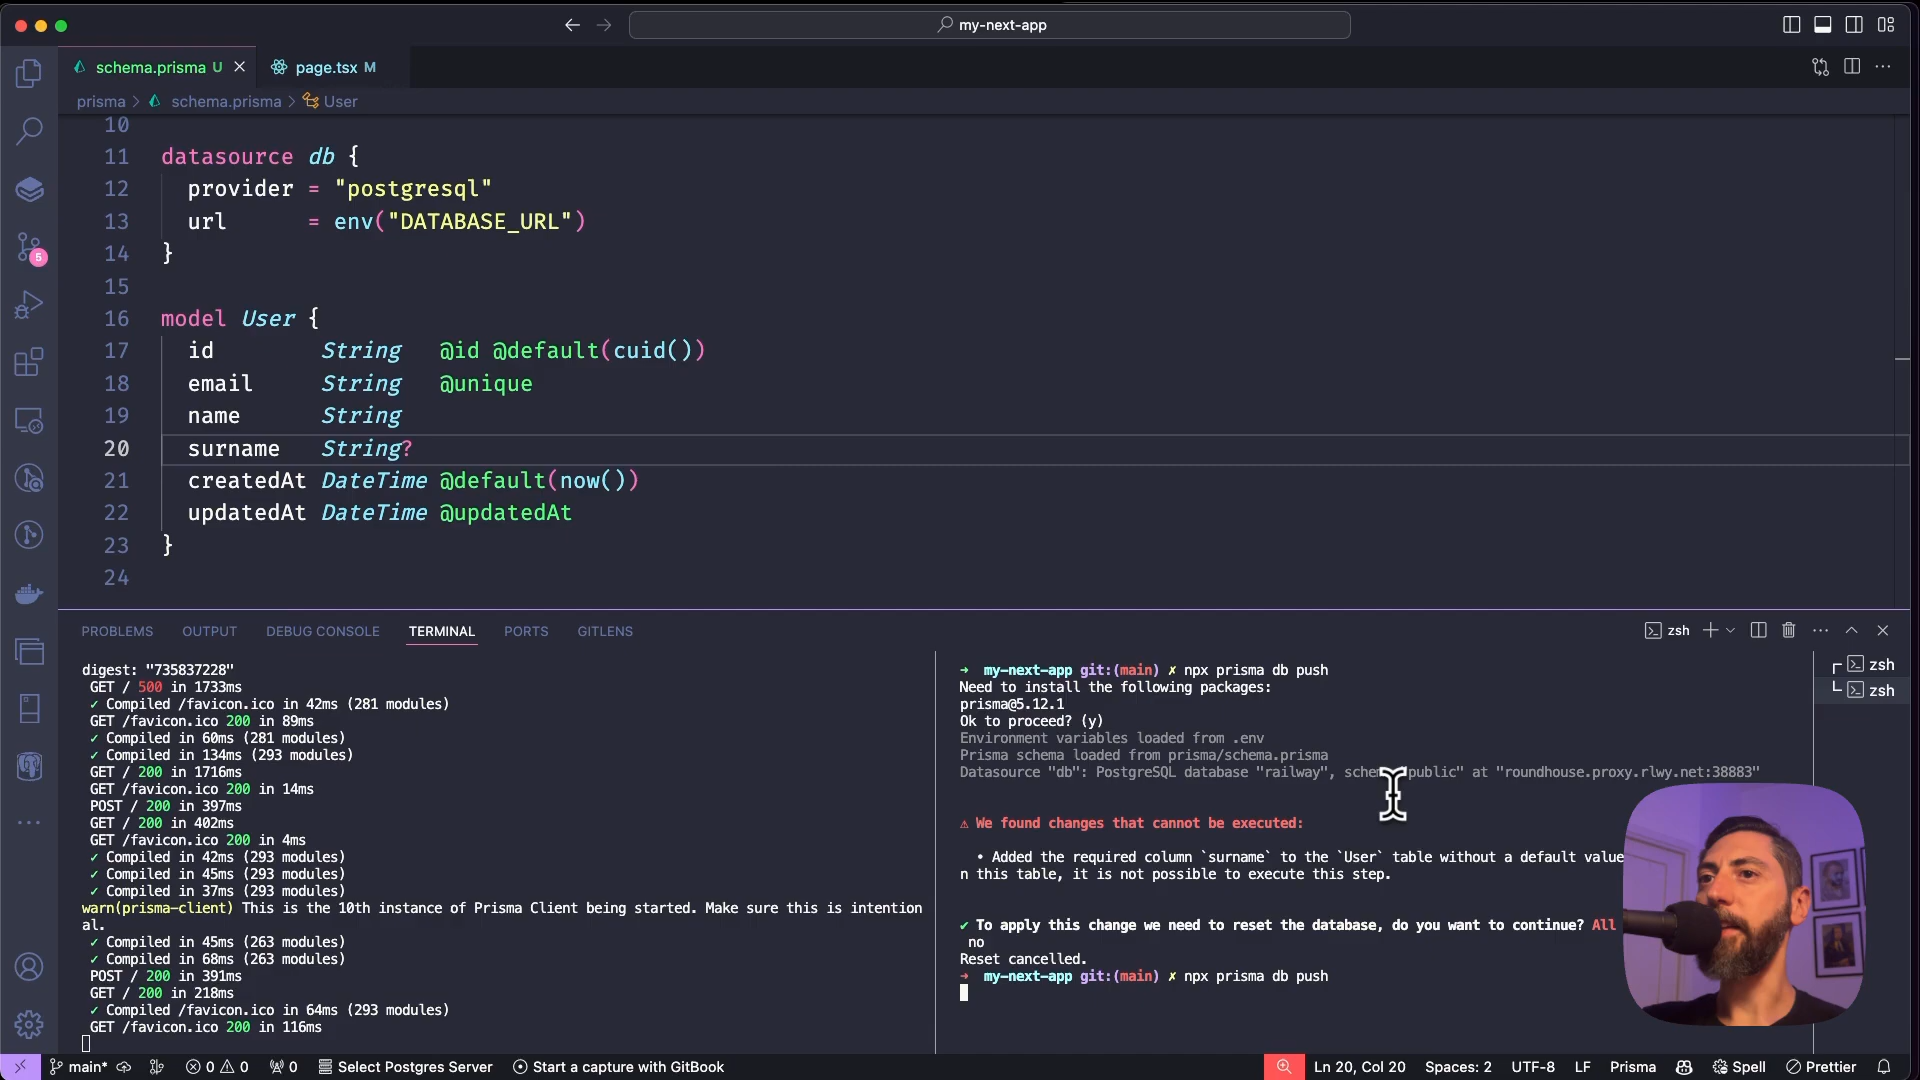 my-next-app
schema.prisma U
page.tsx M
prisma > schema.prisma > User
10
11 datasource db {
12 provider = "postgresql"
13 url = env("DATABASE_URL")
14 }
15
16 model User {
17 id String @id @default(cuid())
18 email String @unique
19 name String
20 surname String?
21 createdAt DateTime @default(now())
22 updatedAt DateTime @updatedAt
23 }
24
5
PROBLEMS OUTPUT DEBUG CONSOLE TERMINAL PORTS GITLENS
zsh
digest: "735837228"
GET / 500 in 1733ms
✓ Compiled /favicon.ico in 42ms (281 modules)
GET /favicon.ico 200 in 89ms
✓ Compiled in 60ms (281 modules)
✓ Compiled in 134ms (293 modules)
GET / 200 in 1716ms
GET /favicon.ico 200 in 14ms
POST / 200 in 397ms
GET / 200 in 402ms
GET /favicon.ico 200 in 4ms
✓ Compiled in 42ms (293 modules)
✓ Compiled in 45ms (293 modules)
✓ Compiled in 37ms (293 modules)
warn(prisma-client) This is the 10th instance of Prisma Client being started. Make sure this is intention
al.
✓ Compiled in 45ms (263 modules)
✓ Compiled in 68ms (263 modules)
POST / 200 in 391ms
GET / 200 in 218ms
✓ Compiled /favicon.ico in 64ms (293 modules)
GET /favicon.ico 200 in 116ms
➜ my-next-app git:(main) ✗ npx prisma db push
Need to install the following packages:
prisma@5.12.1
Ok to proceed? (y)
Environment variables loaded from .env
Prisma schema loaded from prisma/schema.prisma
Datasource "db": PostgreSQL database "railway", schema "public" at "roundhouse.proxy.rlwy.net:38883"
⚠ We found changes that cannot be executed:
• Added the required column `surname` to the `User` table without a default value
n this table, it is not possible to execute this step.
✔ To apply this change we need to reset the database, do you want to continue? All
no
Reset cancelled.
➜ my-next-app git:(main) ✗ npx prisma db push
zsh
zsh
main* 0 0 0 Select Postgres Server Start a capture with GitBook Ln 20, Col 20 Spaces: 2 UTF-8 LF Prisma Spell Prettier